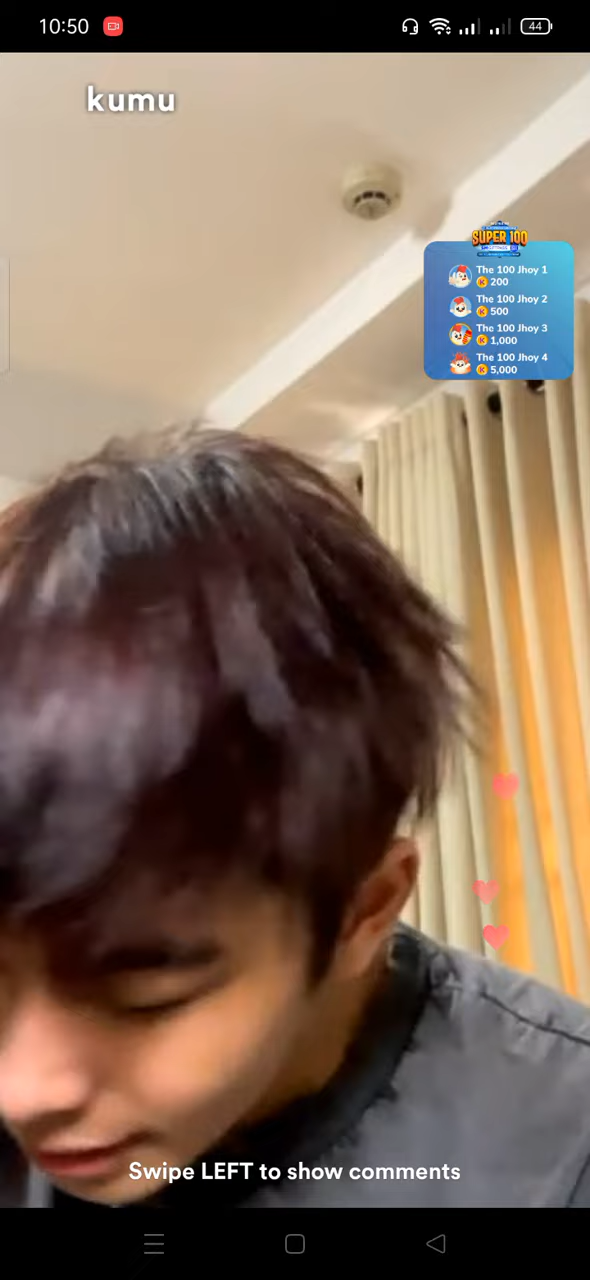 10:50
44
kumu
SUPER 100
The 100 Jhoy 1
200
The 100 Jhoy 2
500
The 100 Jhoy 3
1,000
The 100 Jhoy 4
5,000
Swipe LEFT to show comments